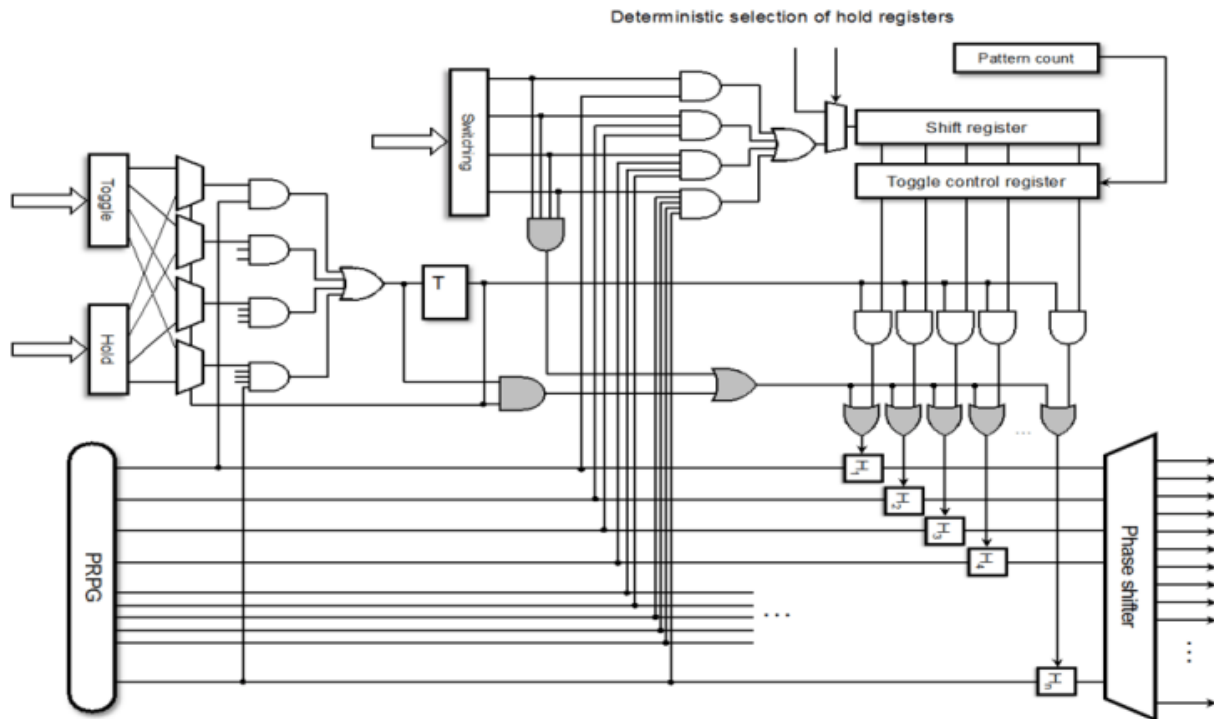 Deterministic selection of hold registers
Pattern count
Switching
Shift register
Toggle
Toggle control register
T
Hold
...
H1
H2
H3
H4
PRPG
Phase shifter
...
...
Hn